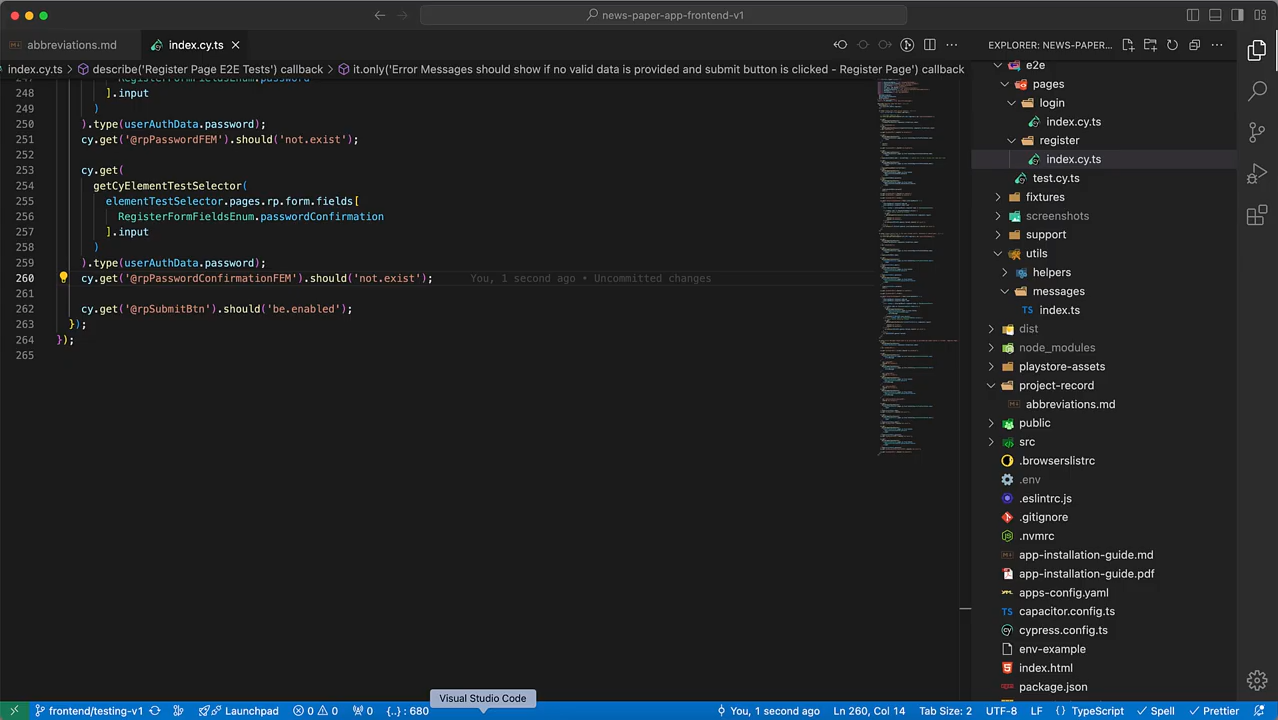 news-paper-app-frontend-v1
abbreviations.md
index.cy.ts
EXPLORER: NEWS-PAPER...
index.cy.ts > describe('Register Page E2E Tests') callback > it.only('Error Messages should show if no valid data is provided and submit button is clicked - Register Page') callback
247 RegisterFormFieldsEnum.password
248 ].input
249 )
250 ).type(userAuthData.password);
251 cy.get('@rpPasswordFEM').should('not.exist');
252
253 cy.get(
254 getCyElementTestSelector(
255 elementTestSelector.pages.rp.form.fields[
256 RegisterFormFieldsEnum.passwordConfirmation
257 ].input
258 )
259 ).type(userAuthData.password);
260 cy.get('@rpPasswordConfirmationFEM').should('not.exist'); You, 1 second ago • Uncommitted changes
261
262 cy.get('@rpSubmitBtn').should('be.enabled');
263 });
264 });
265
e2e
pages
login
index.cy.ts
register
index.cy.ts
test.cy.ts
fixtures
screenshots
support
utils
helpers
messages
index.ts
dist
node_modules
playstore-assets
project-record
abbreviations.md
public
src
.browserslistrc
.env
.eslintrc.js
.gitignore
.nvmrc
app-installation-guide.md
app-installation-guide.pdf
apps-config.yaml
capacitor.config.ts
cypress.config.ts
env-example
index.html
package.json
Visual Studio Code
frontend/testing-v1 Launchpad 0 0 0 {..} : 680 You, 1 second ago Ln 260, Col 14 Tab Size: 2 UTF-8 LF {} TypeScript Spell Prettier